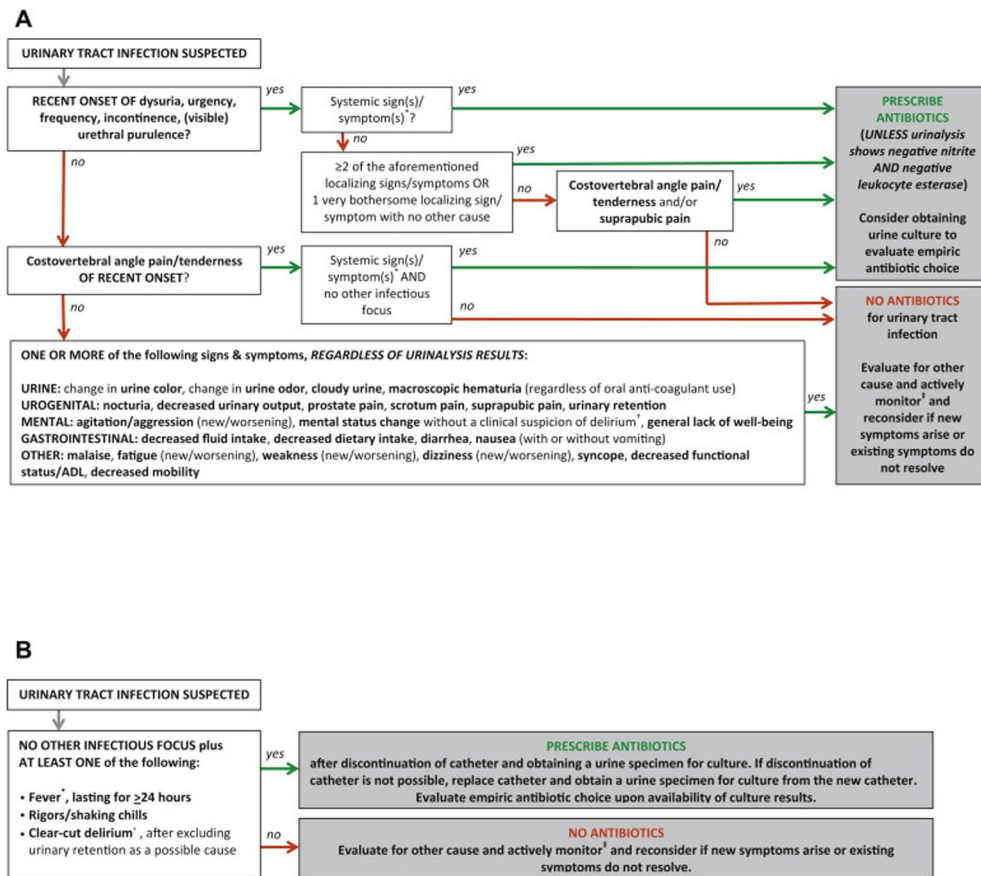 A
URINARY TRACT INFECTION SUSPECTED
RECENT ONSET OF dysuria, urgency,
frequency, incontinence, (visible)
urethral purulence?
yes
Systemic sign(s)/
symptom(s)*?
yes
no
no
≥2 of the aforementioned
localizing signs/symptoms OR
1 very bothersome localizing sign/
symptom with no other cause
yes
no
Costovertebral angle pain/
tenderness and/or
suprapubic pain
yes
no
PRESCRIBE
ANTIBIOTICS
(UNLESS urinalysis
shows negative nitrite
AND negative
leukocyte esterase)
Consider obtaining
urine culture to
evaluate empiric
antibiotic choice
Costovertebral angle pain/tenderness
OF RECENT ONSET?
yes
no
Systemic sign(s)/
symptom(s)* AND
no other infectious
focus
yes
no
NO ANTIBIOTICS
for urinary tract
infection
Evaluate for other
cause and actively
monitor‖ and
reconsider if new
symptoms arise or
existing symptoms do
not resolve
ONE OR MORE of the following signs & symptoms, REGARDLESS OF URINALYSIS RESULTS:
URINE: change in urine color, change in urine odor, cloudy urine, macroscopic hematuria (regardless of oral anti-coagulant use)
UROGENITAL: nocturia, decreased urinary output, prostate pain, scrotum pain, suprapubic pain, urinary retention
MENTAL: agitation/aggression (new/worsening), mental status change without a clinical suspicion of delirium†, general lack of well-being
GASTROINTESTINAL: decreased fluid intake, decreased dietary intake, diarrhea, nausea (with or without vomiting)
OTHER: malaise, fatigue (new/worsening), weakness (new/worsening), dizziness (new/worsening), syncope, decreased functional
status/ADL, decreased mobility
yes
B
URINARY TRACT INFECTION SUSPECTED
NO OTHER INFECTIOUS FOCUS plus
AT LEAST ONE of the following:
• Fever*, lasting for ≥24 hours
• Rigors/shaking chills
• Clear-cut delirium†, after excluding
urinary retention as a possible cause
yes
no
PRESCRIBE ANTIBIOTICS
after discontinuation of catheter and obtaining a urine specimen for culture. If discontinuation of
catheter is not possible, replace catheter and obtain a urine specimen for culture from the new catheter.
Evaluate empiric antibiotic choice upon availability of culture results.
NO ANTIBIOTICS
Evaluate for other cause and actively monitor‖ and reconsider if new symptoms arise or existing
symptoms do not resolve.